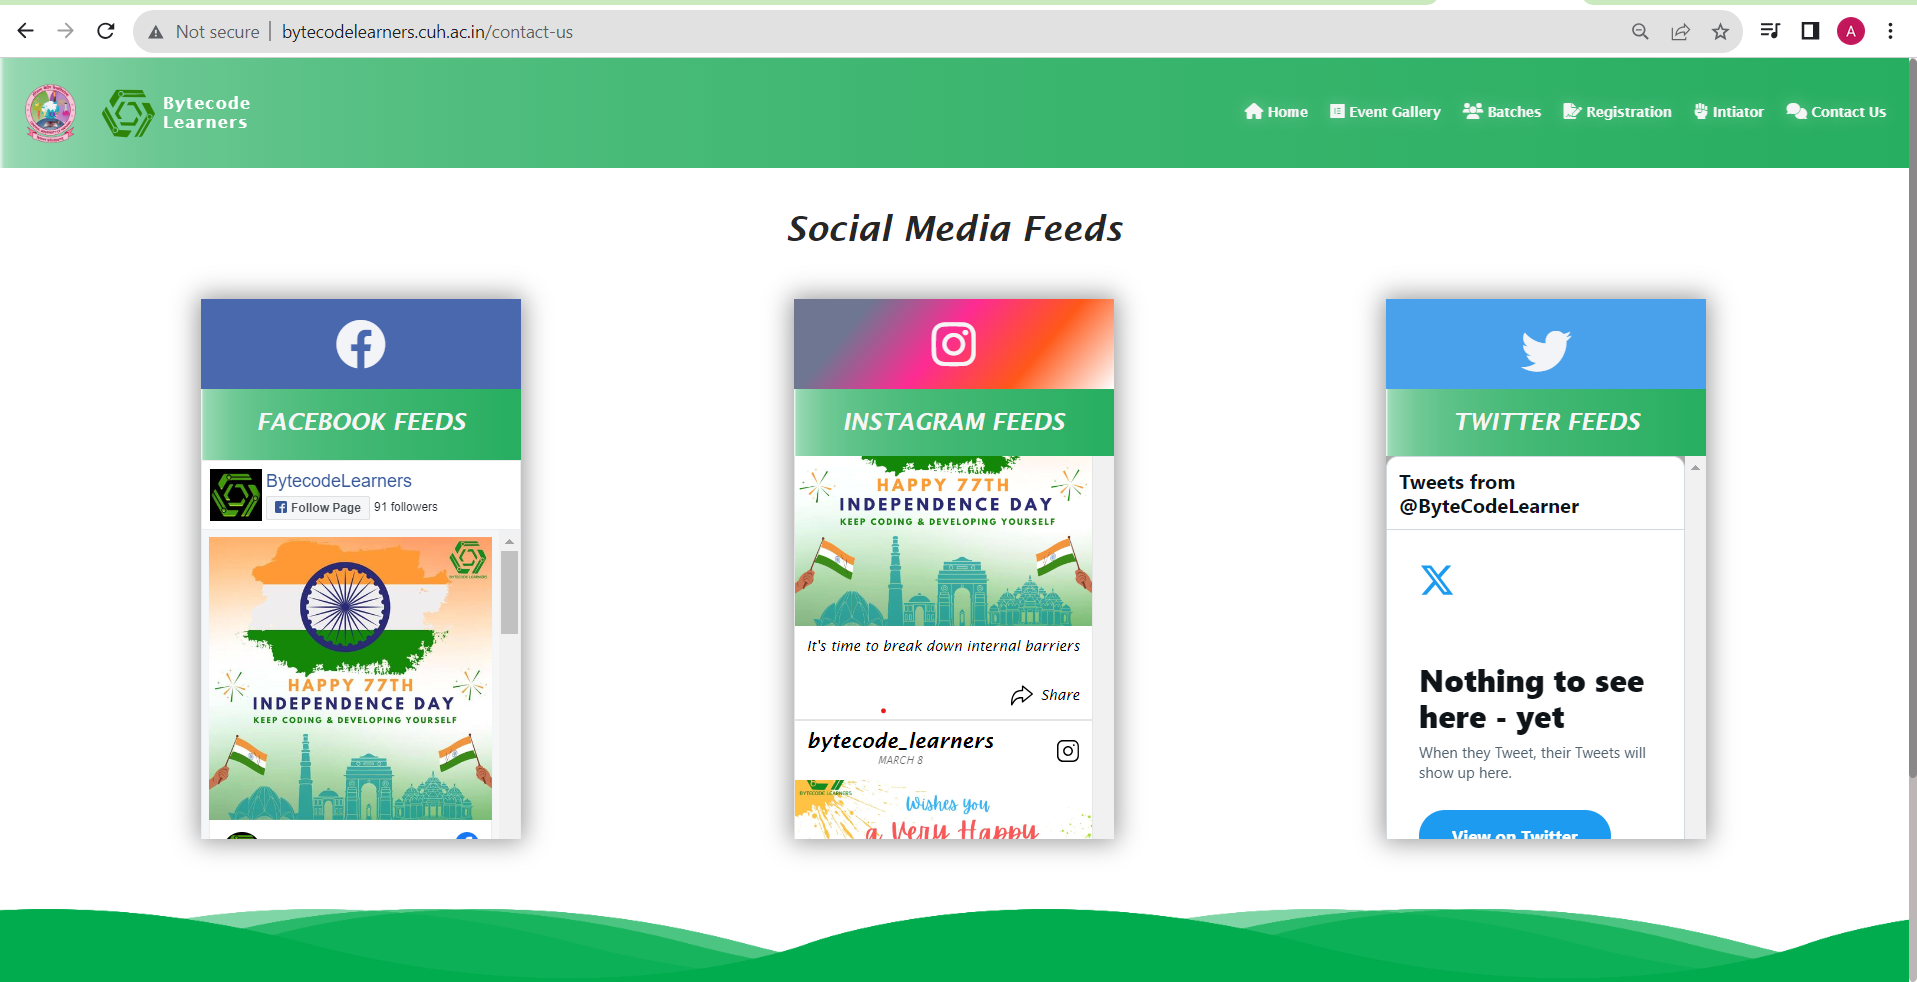 Not secure
bytecodelearners.cuh.ac.in/contact-us
A
Bytecode
Learners
Home
Event Gallery
Batches
Registration
Intiator
Contact Us
Social Media Feeds
FACEBOOK FEEDS
BytecodeLearners
Follow Page
91 followers
BYTECODE LEARNERS
HAPPY 77TH
INDEPENDENCE DAY
KEEP CODING & DEVELOPING YOURSELF
INSTAGRAM FEEDS
HAPPY 77TH
INDEPENDENCE DAY
KEEP CODING & DEVELOPING YOURSELF
It's time to break down internal barriers
Share
bytecode_learners
MARCH 8
BYTECODE LEARNERS
Wishes you
a Very Happy
TWITTER FEEDS
Tweets from
@ByteCodeLearner
Nothing to see
here - yet
When they Tweet, their Tweets will
show up here.
View on Twitter